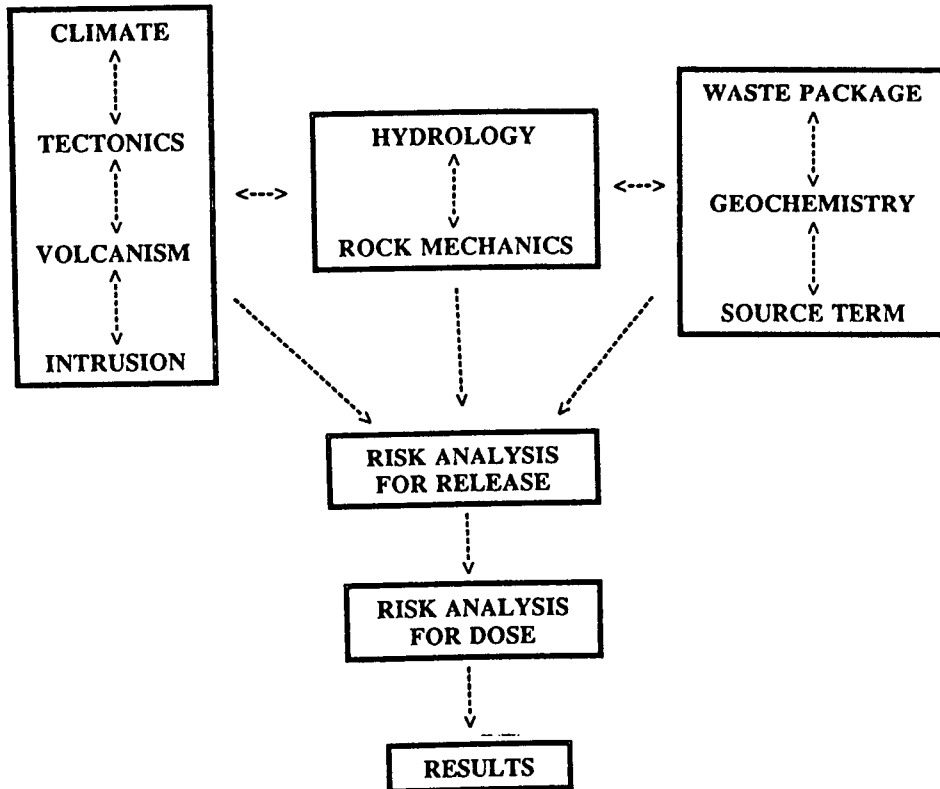 CLIMATE
TECTONICS
VOLCANISM
INTRUSION
HYDROLOGY
ROCK MECHANICS
WASTE PACKAGE
GEOCHEMISTRY
SOURCE TERM
RISK ANALYSIS
FOR RELEASE
RISK ANALYSIS
FOR DOSE
RESULTS